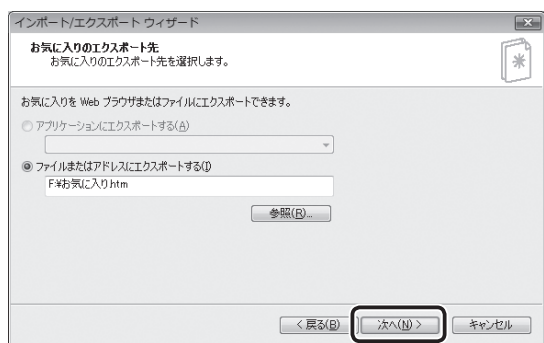 インポート/エクスポート ウィザード
お気に入りのエクスポート先
お気に入りのエクスポート先を選択します。
お気に入りを Web ブラウザまたはファイルにエクスポートできます。
アプリケーションにエクスポートする(A)
ファイルまたはアドレスにエクスポートする(I)
F:¥お気に入り.htm
参照(R)...
< 戻る(B)
次へ(N) >
キャンセル